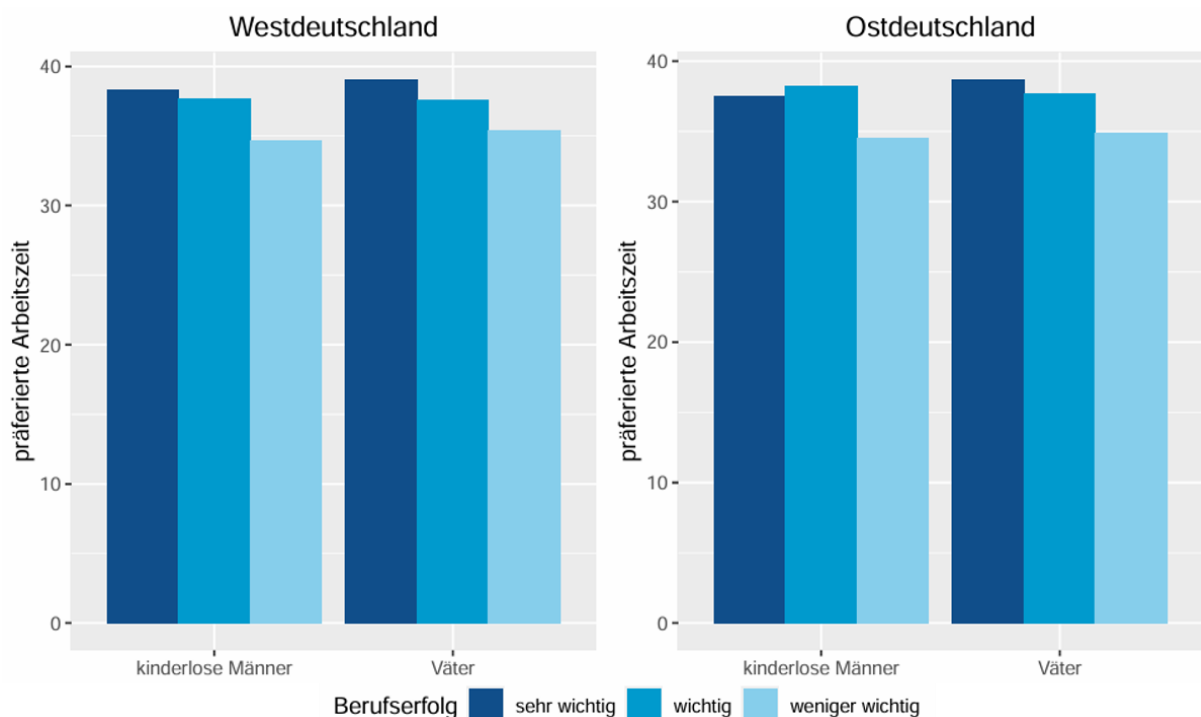 Westdeutschland
40
30
20
10
0
präferierte Arbeitszeit
kinderlose Männer
Väter
Ostdeutschland
40
30
20
10
0
präferierte Arbeitszeit
kinderlose Männer
Väter
Berufserfolg sehr wichtig wichtig weniger wichtig